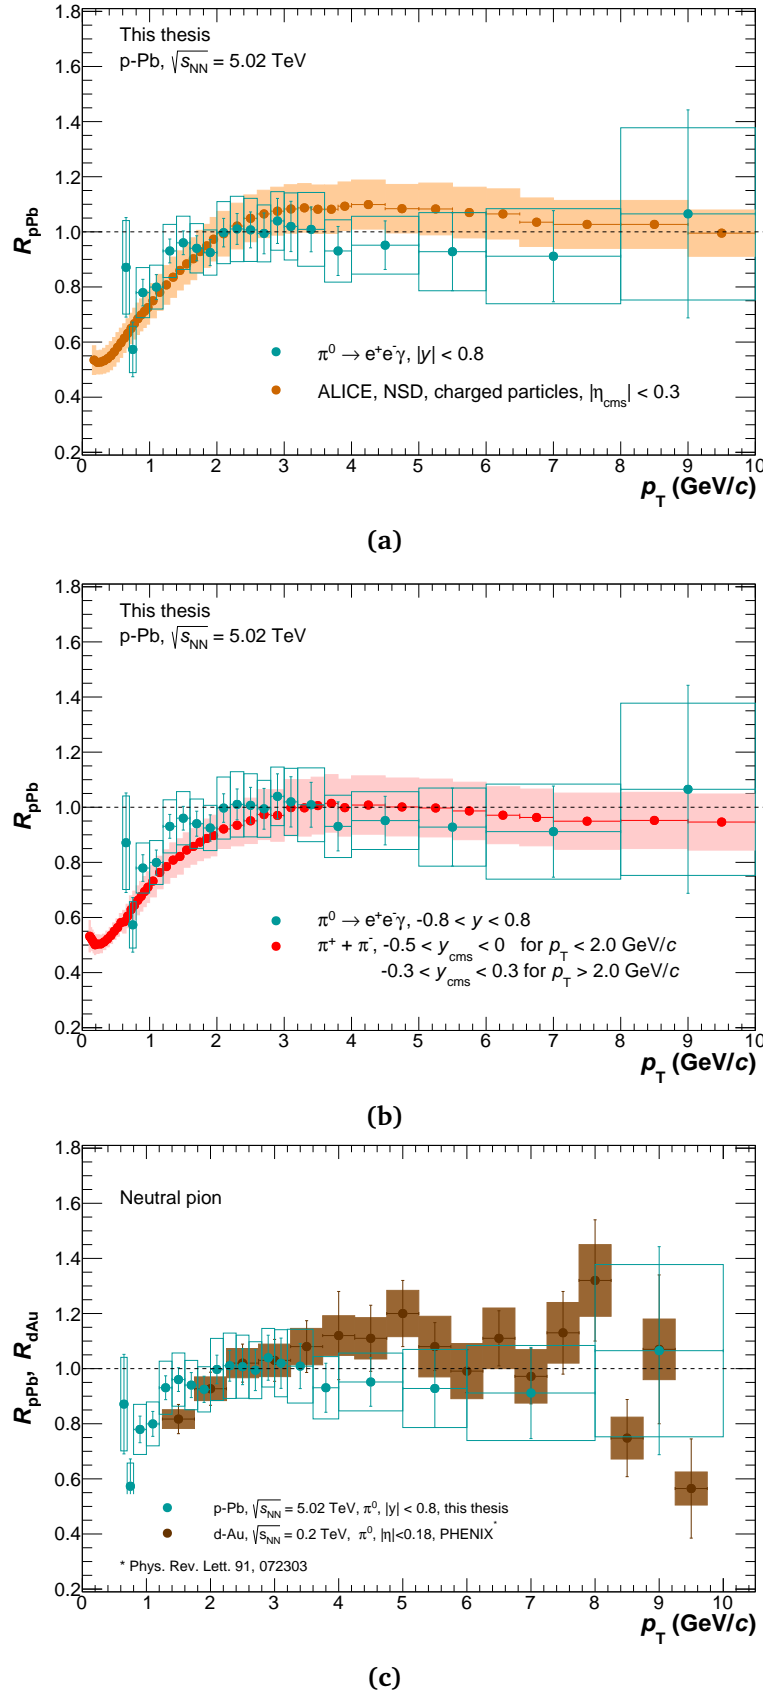 This thesis
p-Pb, √s_NN = 5.02 TeV
R_pPb
1.8
1.6
1.4
1.2
1.0
0.8
0.6
0.4
0.2
π⁰ → e⁺e⁻γ, |y| < 0.8
ALICE, NSD, charged particles, |η_cms| < 0.3
0 1 2 3 4 5 6 7 8 9 10
p_T (GeV/c)
(a)
This thesis
p-Pb, √s_NN = 5.02 TeV
R_pPb
1.8
1.6
1.4
1.2
1.0
0.8
0.6
0.4
0.2
π⁰ → e⁺e⁻γ, -0.8 < y < 0.8
π⁺ + π⁻, -0.5 < y_cms < 0 for p_T < 2.0 GeV/c
-0.3 < y_cms < 0.3 for p_T > 2.0 GeV/c
0 1 2 3 4 5 6 7 8 9 10
p_T (GeV/c)
(b)
Neutral pion
R_pPb, R_dAu
1.8
1.6
1.4
1.2
1.0
0.8
0.6
0.4
0.2
p-Pb, √s_NN = 5.02 TeV, π⁰, |y| < 0.8, this thesis
d-Au, √s_NN = 0.2 TeV, π⁰, |η|<0.18, PHENIX*
* Phys. Rev. Lett. 91, 072303
0 1 2 3 4 5 6 7 8 9 10
p_T (GeV/c)
(c)